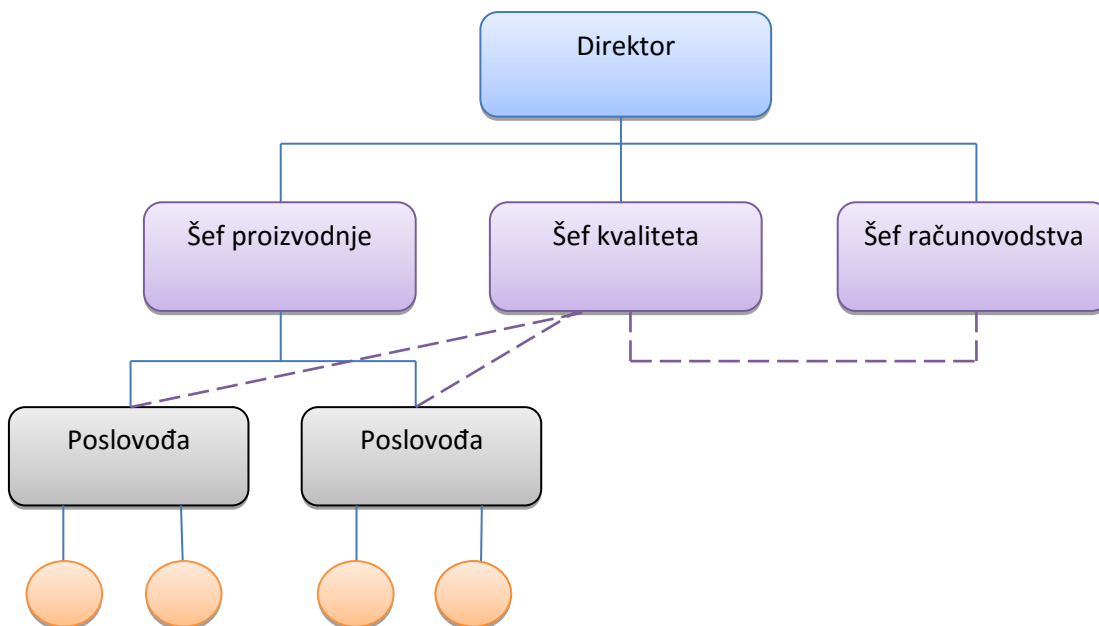 Direktor
Šef proizvodnje
Šef kvaliteta
Šef računovodstva
Poslovođa
Poslovođa